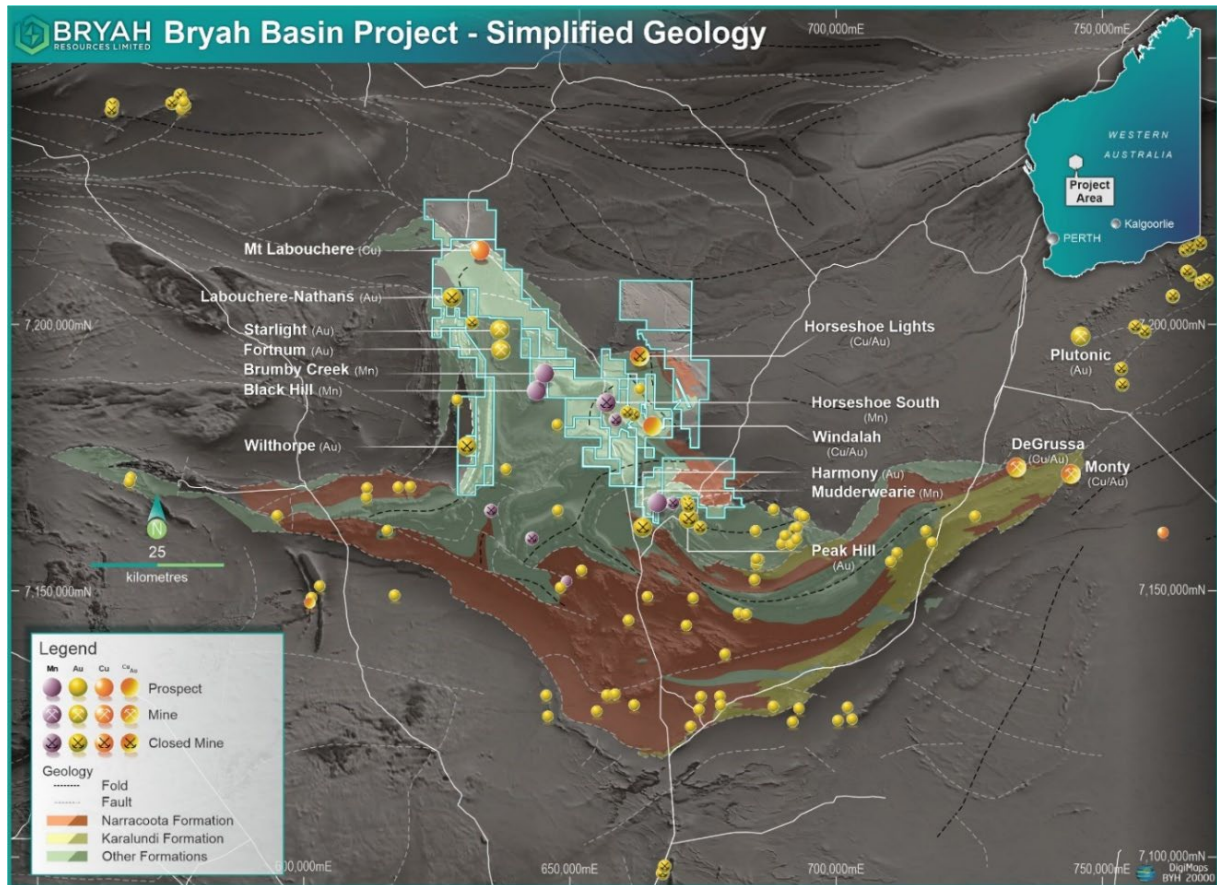 BRYAH
RESOURCES LIMITED
Bryah Basin Project - Simplified Geology
700,000mE
750,000mE
WESTERN
AUSTRALIA
Project
Area
Kalgoorlie
PERTH
Mt Labouchere (Cu)
Labouchere-Nathans (Au)
7,200,000mN
Starlight (Au)
Fortnum (Au)
Brumby Creek (Mn)
Black Hill (Mn)
Wilthorpe (Au)
Horseshoe Lights
(Cu/Au)
7,200,000mN
Plutonic
(Au)
Horseshoe South
(Mn)
Windalah
(Cu/Au)
Harmony (Au)
Mudderwearie (Mn)
DeGrussa
(Cu/Au)
Monty
(Cu/Au)
Peak Hill
(Au)
N
25
kilometres
7,150,000mN
7,150,000mN
Legend
Mn Au Cu Cu/Au
Prospect
Mine
Closed Mine
Geology
Fold
Fault
Narracoota Formation
Karalundi Formation
Other Formations
600,000mE
650,000mE
700,000mE
750,000mE
7,100,000mN
DigiMaps
BYH 20000